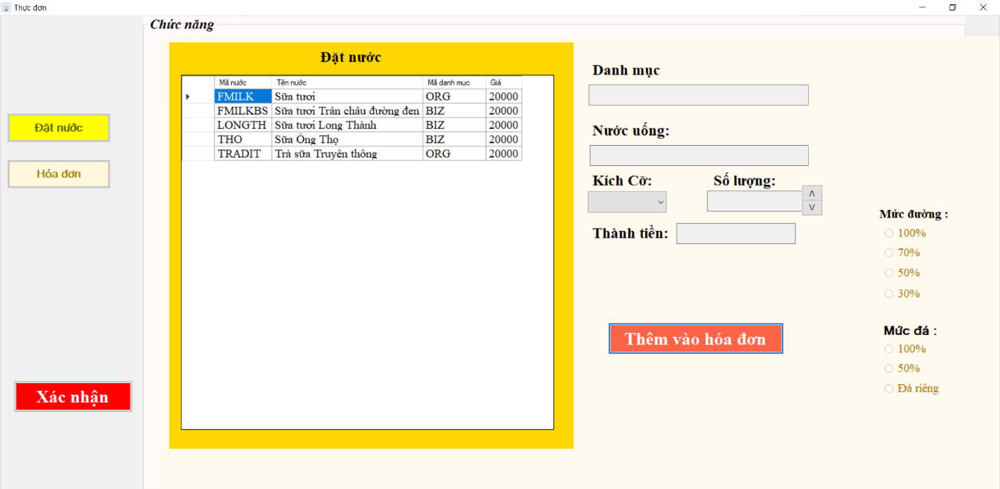 Thực đơn
Chức năng
Đặt nước
Hóa đơn
Xác nhận
Đặt nước
Mã nước Tên nước Mã danh mục Giá
FMILK Sữa tươi ORG 20000
FMILKBS Sữa tươi Trân châu đường đen BIZ 20000
LONGTH Sữa tươi Long Thành BIZ 20000
THO Sữa Ông Thọ BIZ 20000
TRADIT Trà sữa Truyền thống ORG 20000
Danh mục
Nước uống:
Kích Cỡ: Số lượng:
Thành tiền:
Thêm vào hóa đơn
Mức đường :
100%
70%
50%
30%
Mức đá :
100%
50%
Đá riêng